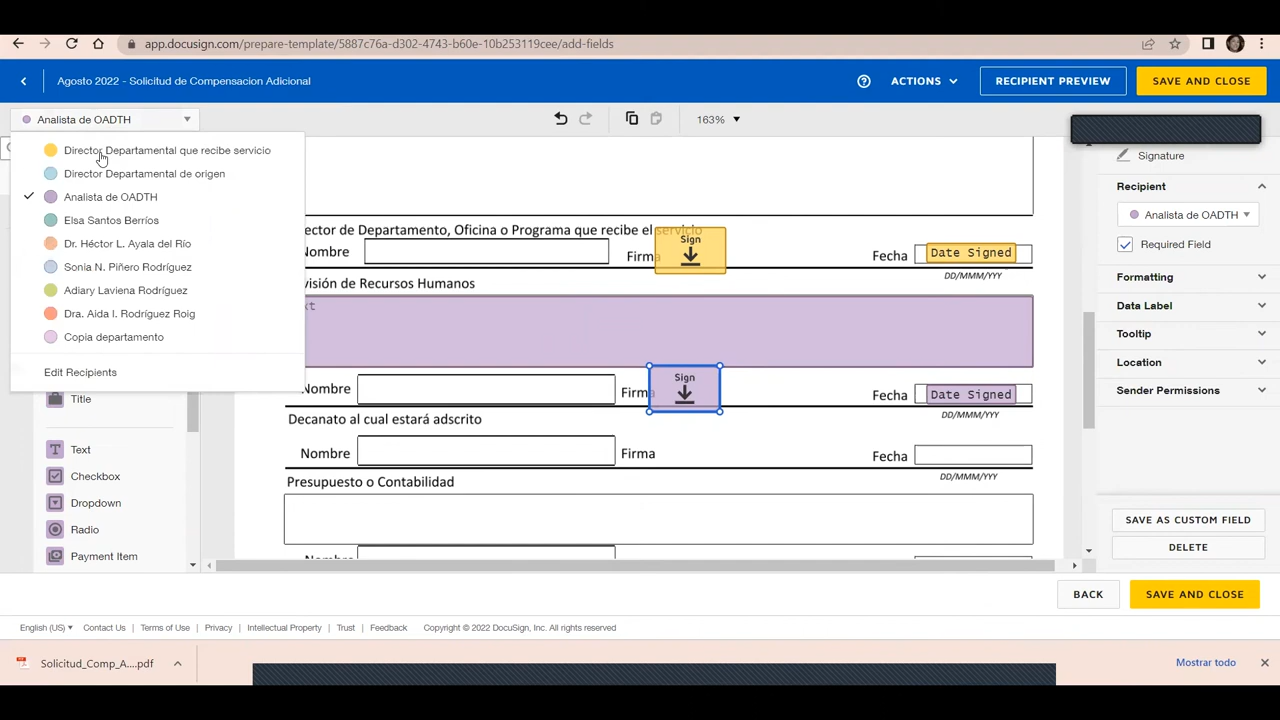 app.docusign.com/prepare-template/5887c76a-d302-4743-b60e-10b253119cee/add-fields
Agosto 2022 - Solicitud de Compensacion Adicional
ACTIONS
RECIPIENT PREVIEW
SAVE AND CLOSE
Analista de OADTH
163%
Director Departamental que recibe servicio
Director Departamental de origen
Analista de OADTH
Elsa Santos Berríos
Dr. Héctor L. Ayala del Río
Sonia N. Piñero Rodríguez
Adiary Laviena Rodríguez
Dra. Aida I. Rodríguez Roig
Copia departamento
Edit Recipients
Title
Text
Checkbox
Dropdown
Radio
Payment Item
ector de Departamento, Oficina o Programa que recibe el servicio
Nombre
Firma
Sign
Fecha
Date Signed
DD/MMM/YYY
visión de Recursos Humanos
xt
Nombre
Firma
Sign
Fecha
Date Signed
DD/MMM/YYY
Decanato al cual estará adscrito
Nombre
Firma
Fecha
DD/MMM/YYY
Presupuesto o Contabilidad
Nombre
Signature
Recipient
Analista de OADTH
Required Field
Formatting
Data Label
Tooltip
Location
Sender Permissions
SAVE AS CUSTOM FIELD
DELETE
BACK
SAVE AND CLOSE
English (US)
Contact Us
Terms of Use
Privacy
Intellectual Property
Trust
Feedback
Copyright © 2022 DocuSign, Inc. All rights reserved
Solicitud_Comp_A....pdf
Mostrar todo